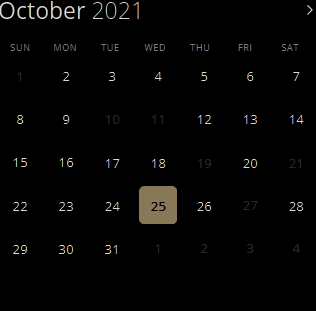 October 2021
SUN MON TUE WED THU FRI SAT
1 2 3 4 5 6 7
8 9 10 11 12 13 14
15 16 17 18 19 20 21
22 23 24 25 26 27 28
29 30 31 1 2 3 4